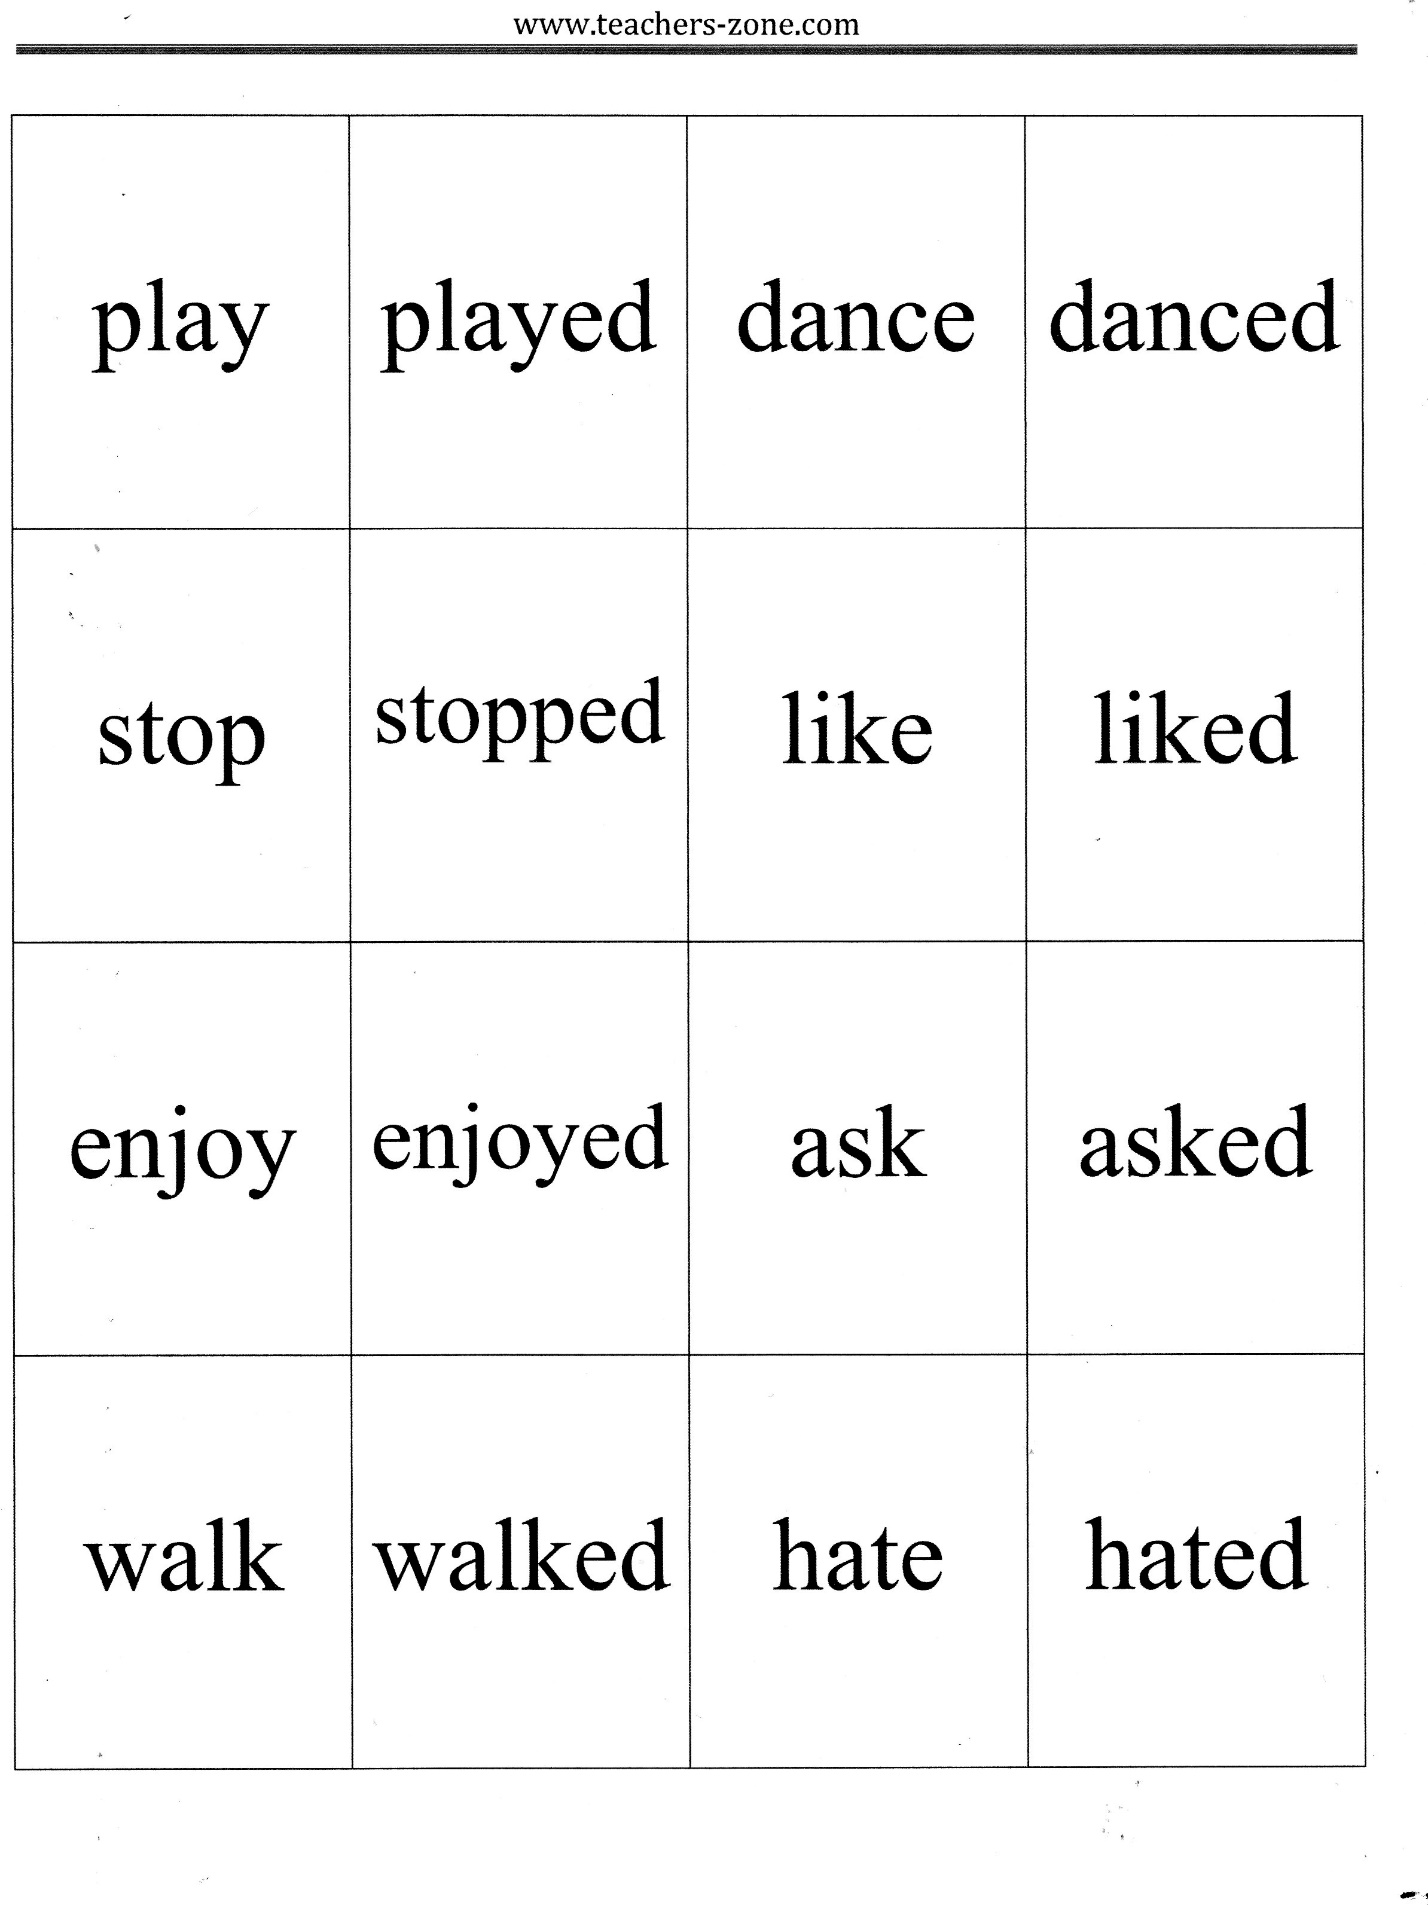 www.teachers-zone.com
play played dance danced
stop stopped like liked
enjoy enjoyed ask asked
walk walked hate hated